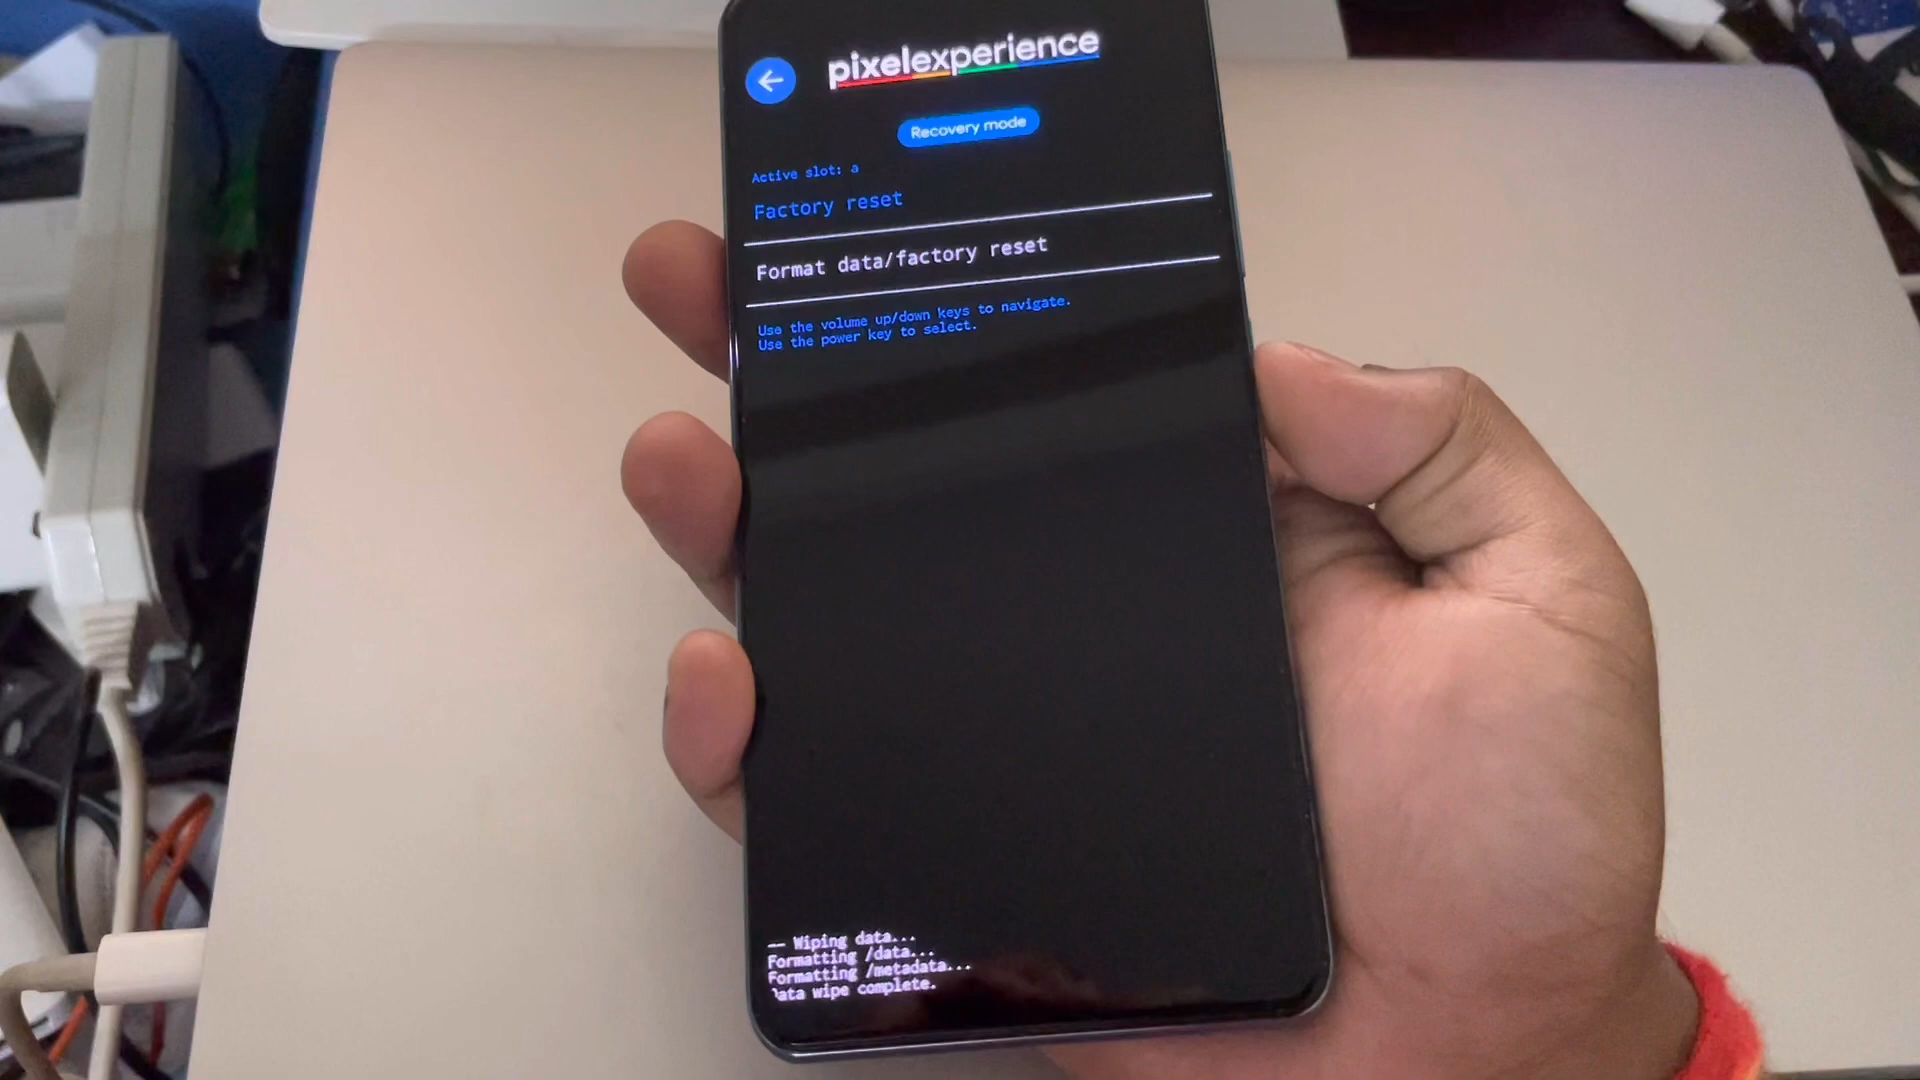 pixelexperience
Recovery mode
Active slot: a
Factory reset
Format data/factory reset
Use the volume up/down keys to navigate.
Use the power key to select.
-- Wiping data...
Formatting /data...
Formatting /metadata...
Data wipe complete.